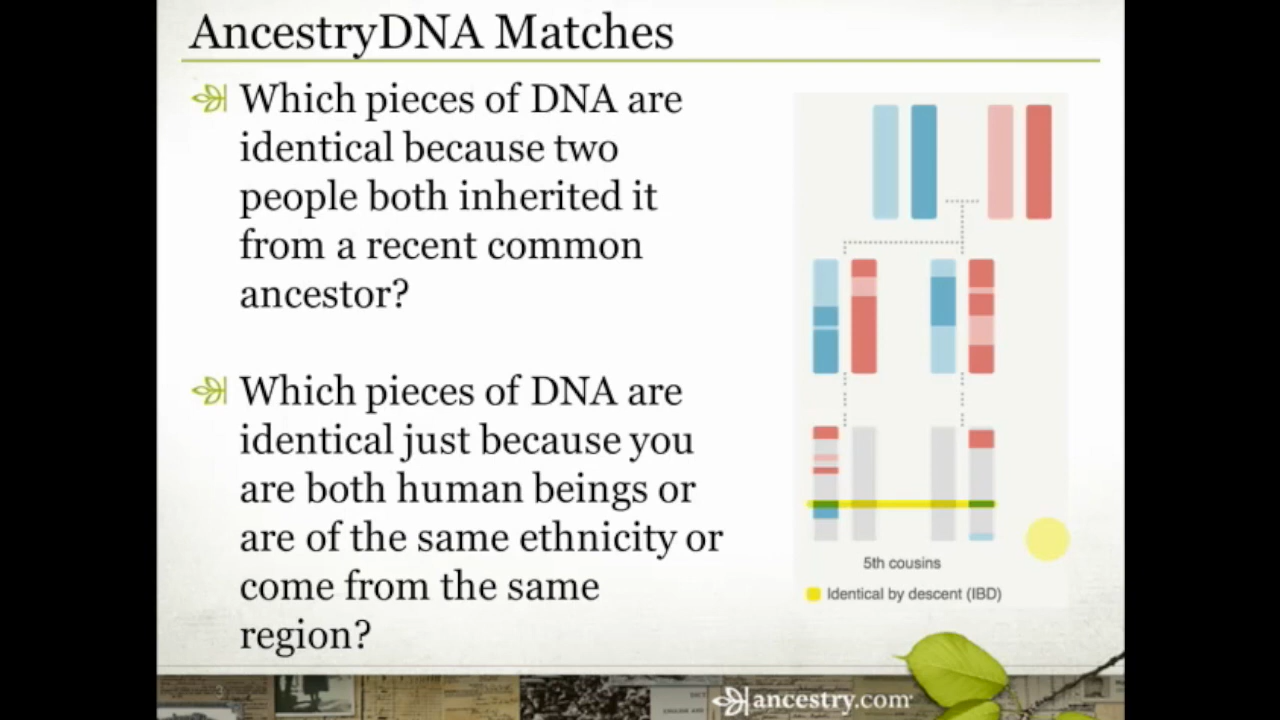 AncestryDNA Matches
Which pieces of DNA are
identical because two
people both inherited it
from a recent common
ancestor?
Which pieces of DNA are
identical just because you
are both human beings or
are of the same ethnicity or
come from the same
region?
5th cousins
Identical by descent (IBD)
ancestry.com